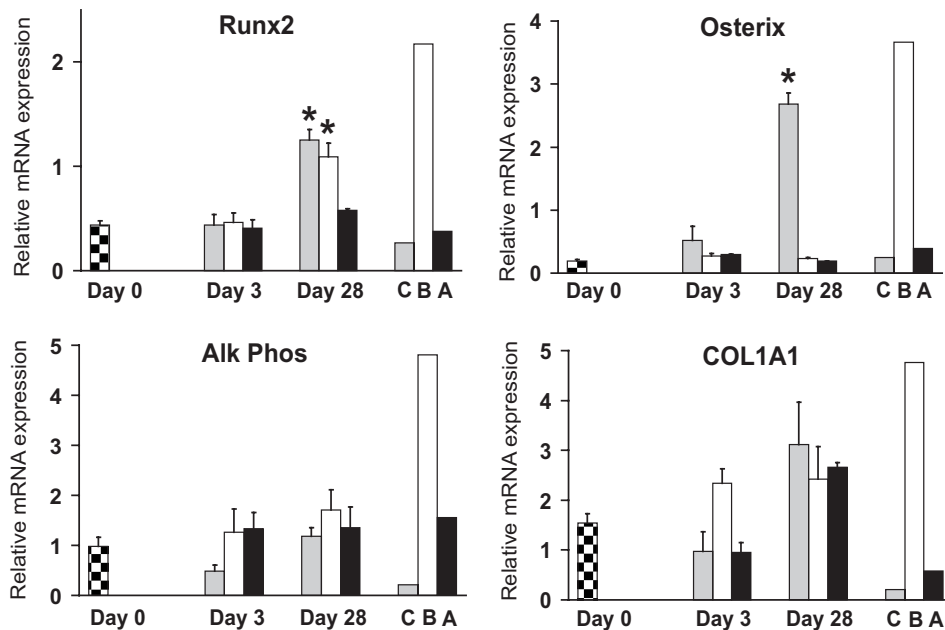 Runx2
Relative mRNA expression
2
1
0
* *
Day 0 Day 3 Day 28 C B A
Osterix
Relative mRNA expression
4
3
2
1
0
*
Day 0 Day 3 Day 28 C B A
Alk Phos
Relative mRNA expression
5
4
3
2
1
0
Day 0 Day 3 Day 28 C B A
COL1A1
Relative mRNA expression
5
4
3
2
1
0
Day 0 Day 3 Day 28 C B A